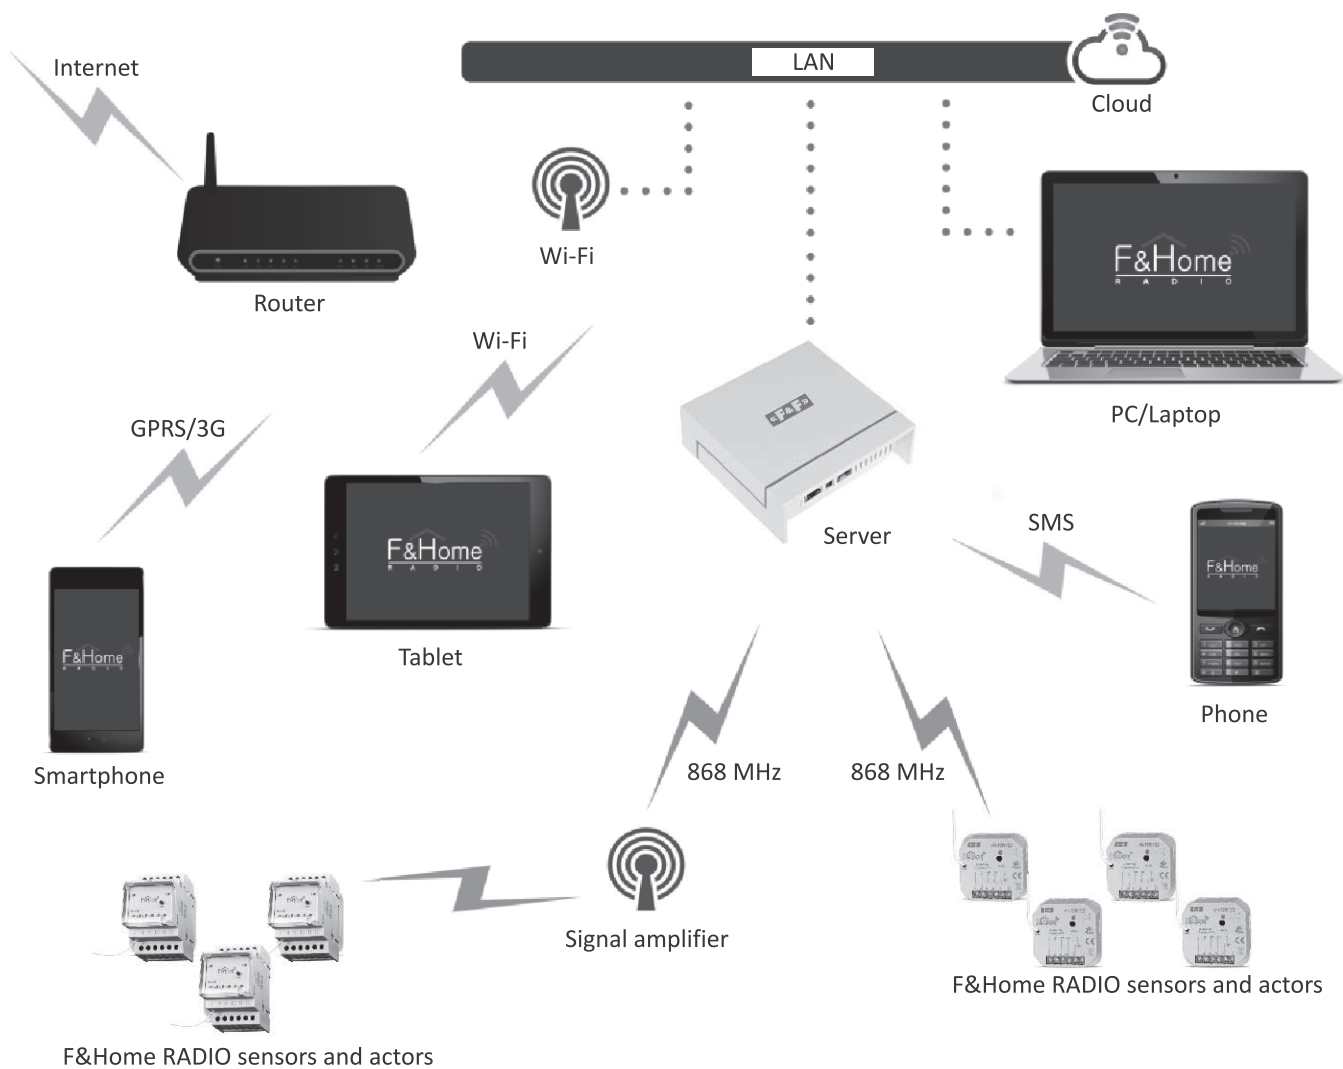 Internet
LAN
Cloud
Router
Wi-Fi
F&Home
RADIO
PC/Laptop
Wi-Fi
GPRS/3G
«F&F»
Server
SMS
F&Home
RADIO
F&Home
RADIO
Tablet
F&Home
RADIO
Phone
Smartphone
868 MHz
868 MHz
Signal amplifier
F&Home RADIO sensors and actors
F&Home RADIO sensors and actors